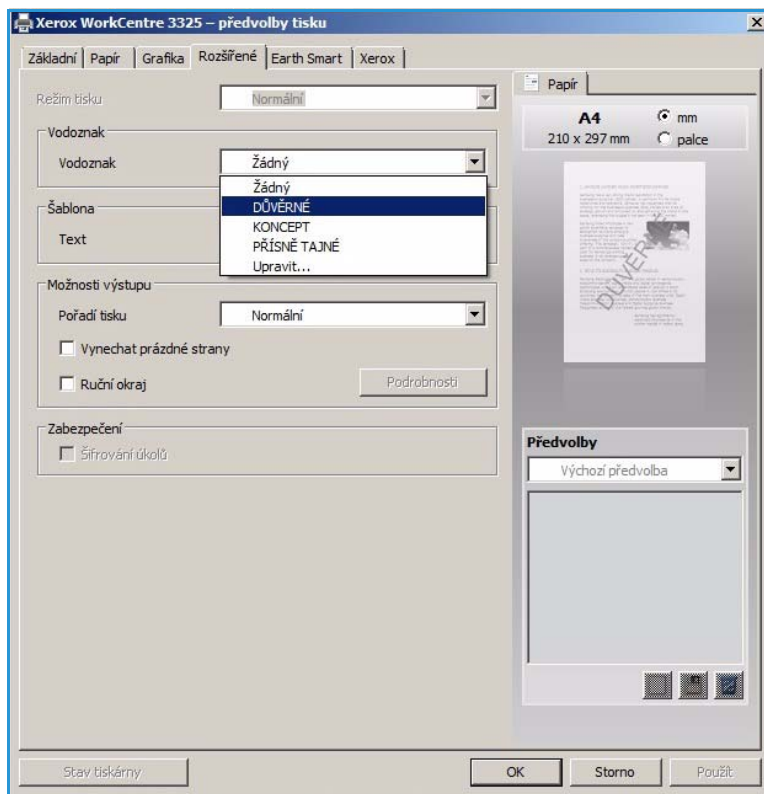 Xerox WorkCentre 3325 – předvolby tisku
Základní Papír Grafika Rozšířené Earth Smart Xerox
Režim tisku Normální
Vodoznak
Vodoznak Žádný
Žádný
DŮVĚRNÉ
KONCEPT
PŘÍSNĚ TAJNÉ
Upravit...
Šablona
Text
Možnosti výstupu
Pořadí tisku Normální
Vynechat prázdné strany
Ruční okraj Podrobnosti
Zabezpečení
Šifrování úkolů
Papír
A4 mm
210 x 297 mm palce
DŮVĚRNÉ
Předvolby
Výchozí předvolba
Stav tiskárny OK Storno Použít